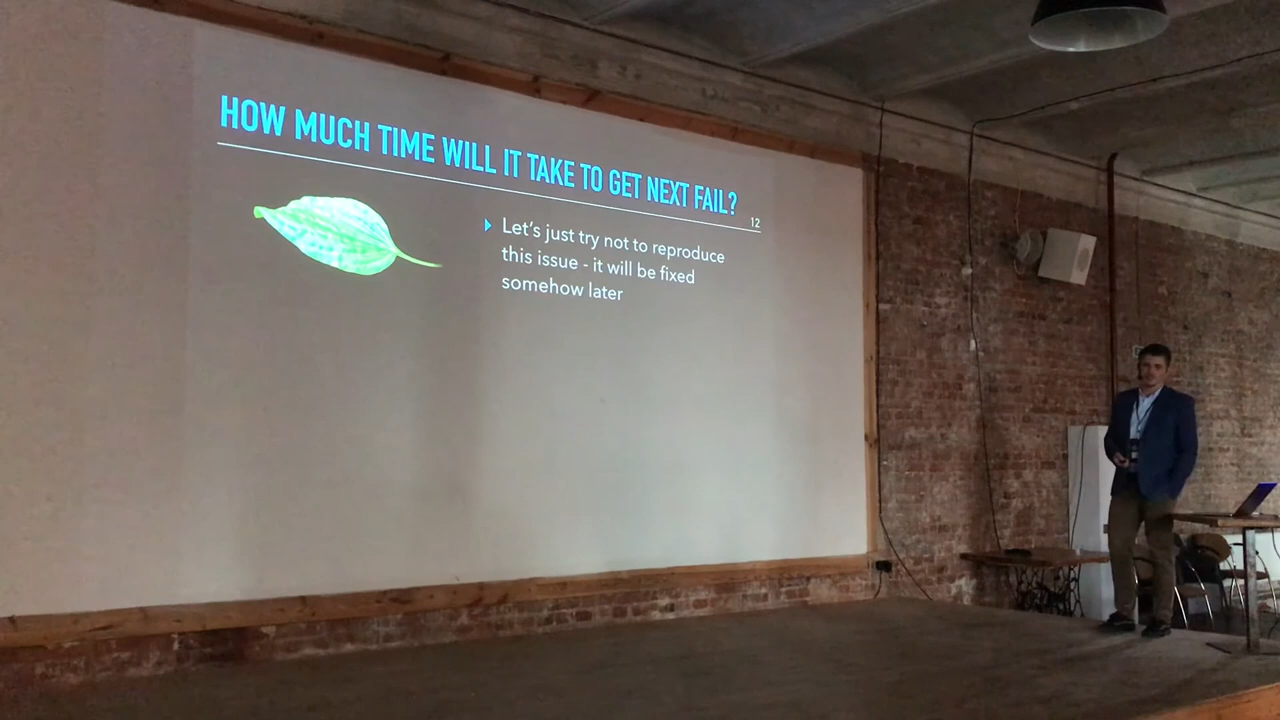 HOW MUCH TIME WILL IT TAKE TO GET NEXT FAIL?
12
Let's just try not to reproduce
this issue - it will be fixed
somehow later